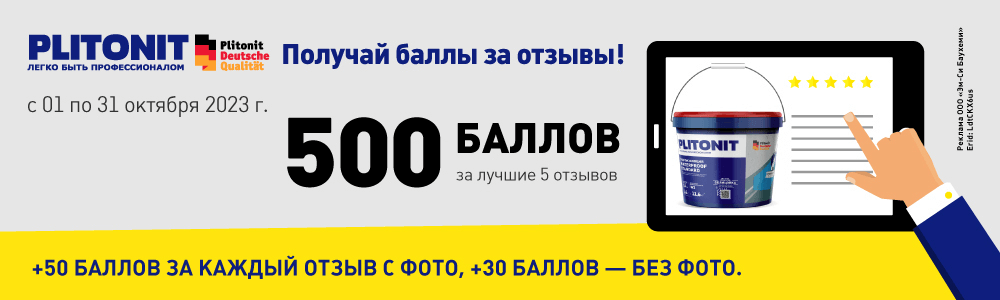 PLITONIT
ЛЕГКО БЫТЬ ПРОФЕССИОНАЛОМ
Plitonit
Deutsche
Qualität
Получай баллы за отзывы!
с 01 по 31 октября 2023 г.
500 БАЛЛОВ
за лучшие 5 отзывов
PLITONIT
WATERPROOF
STANDARD
+50 БАЛЛОВ ЗА КАЖДЫЙ ОТЗЫВ С ФОТО, +30 БАЛЛОВ — БЕЗ ФОТО.
Реклама ООО «Эм-Си Баухеми»
Erid: LdtCKX6us